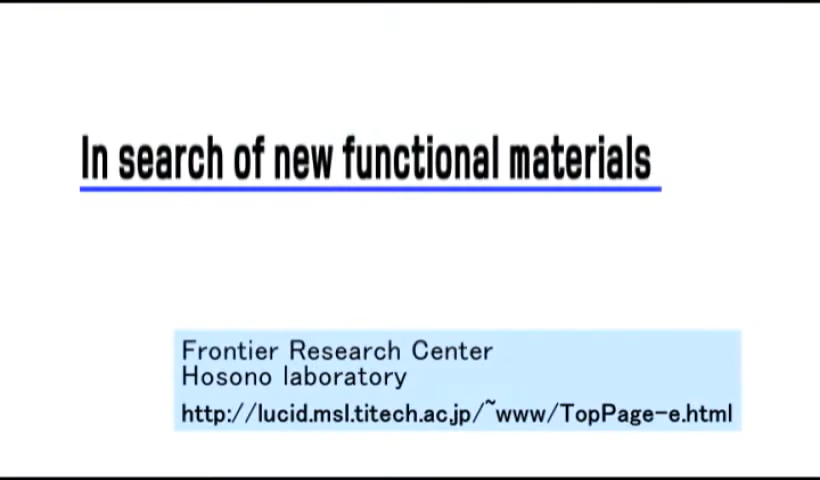 In search of new functional materials
Frontier Research Center
Hosono laboratory
http://lucid.msl.titech.ac.jp/~www/TopPage-e.html